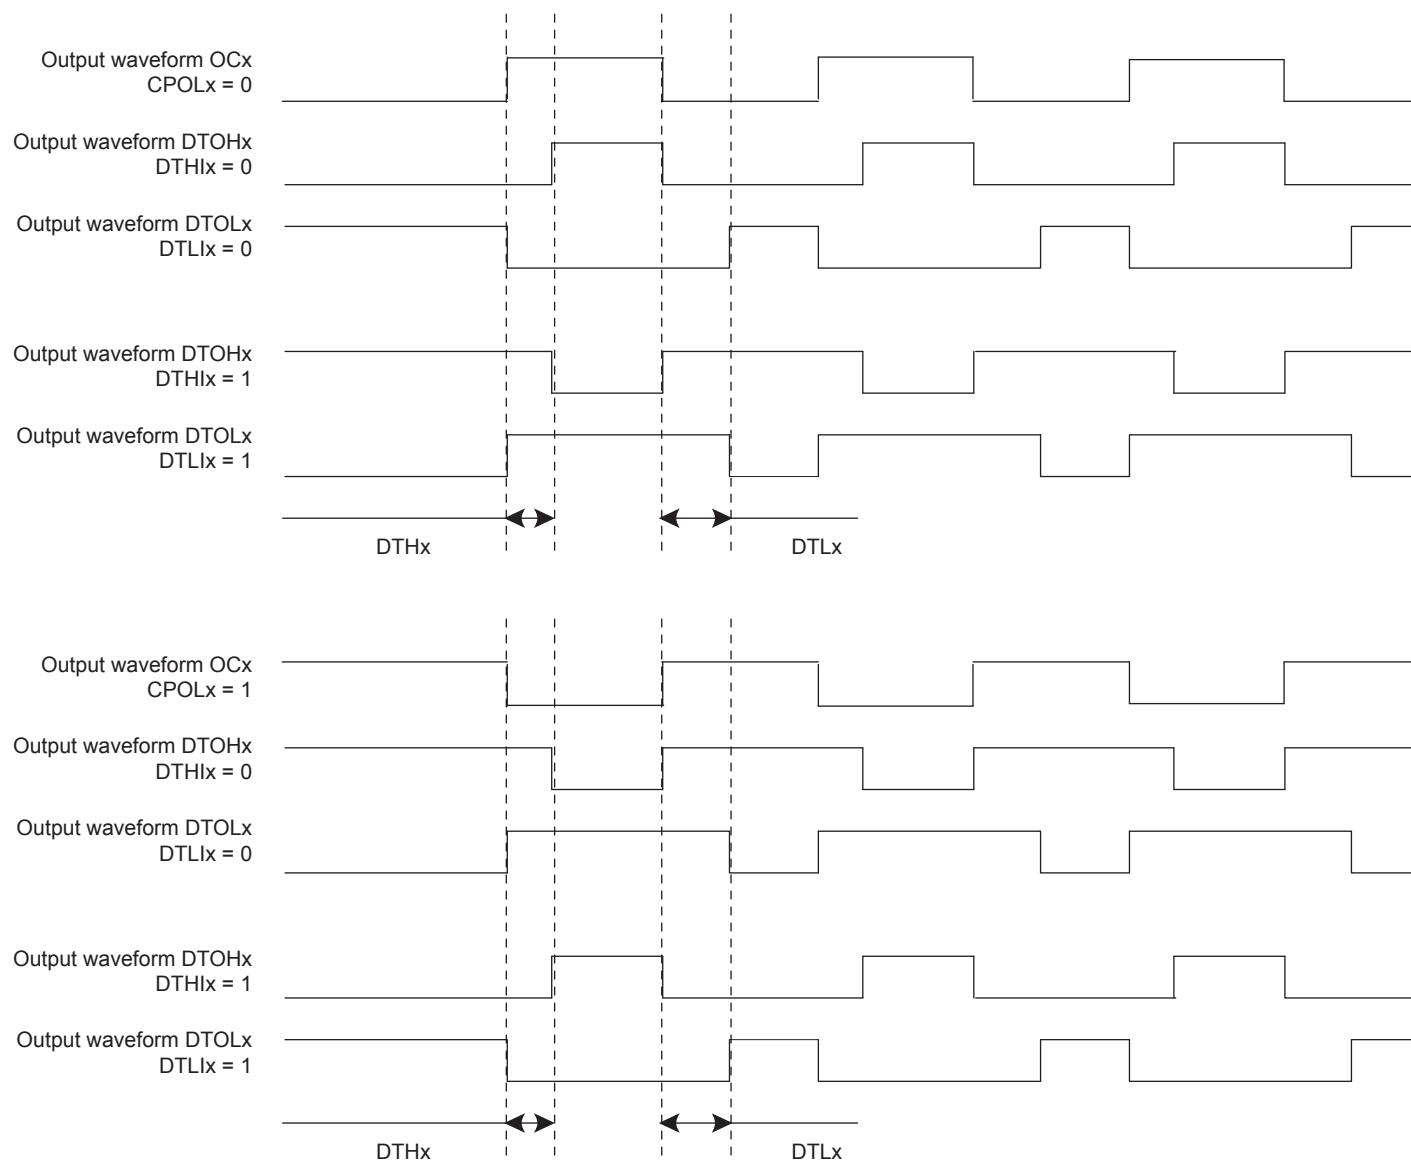 Output waveform OCx
CPOLx = 0
Output waveform DTOHx
DTHIx = 0
Output waveform DTOLx
DTLIx = 0
Output waveform DTOHx
DTHIx = 1
Output waveform DTOLx
DTLIx = 1
DTHx
DTLx
Output waveform OCx
CPOLx = 1
Output waveform DTOHx
DTHIx = 0
Output waveform DTOLx
DTLIx = 0
Output waveform DTOHx
DTHIx = 1
Output waveform DTOLx
DTLIx = 1
DTHx
DTLx